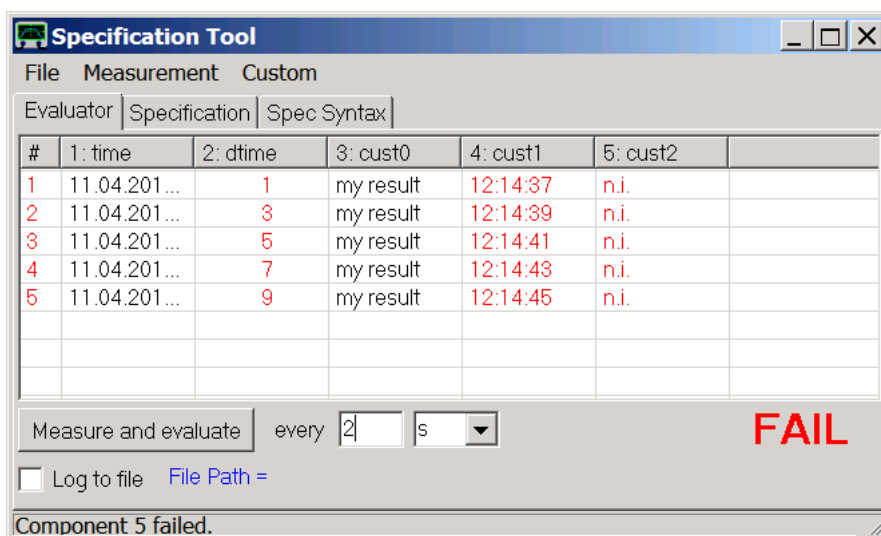 Specification Tool
File Measurement Custom
Evaluator Specification Spec Syntax
# 1: time 2: dtime 3: cust0 4: cust1 5: cust2
1 11.04.201... 1 my result 12:14:37 n.i.
2 11.04.201... 3 my result 12:14:39 n.i.
3 11.04.201... 5 my result 12:14:41 n.i.
4 11.04.201... 7 my result 12:14:43 n.i.
5 11.04.201... 9 my result 12:14:45 n.i.
Measure and evaluate every 2 s FAIL
Log to file File Path =
Component 5 failed.